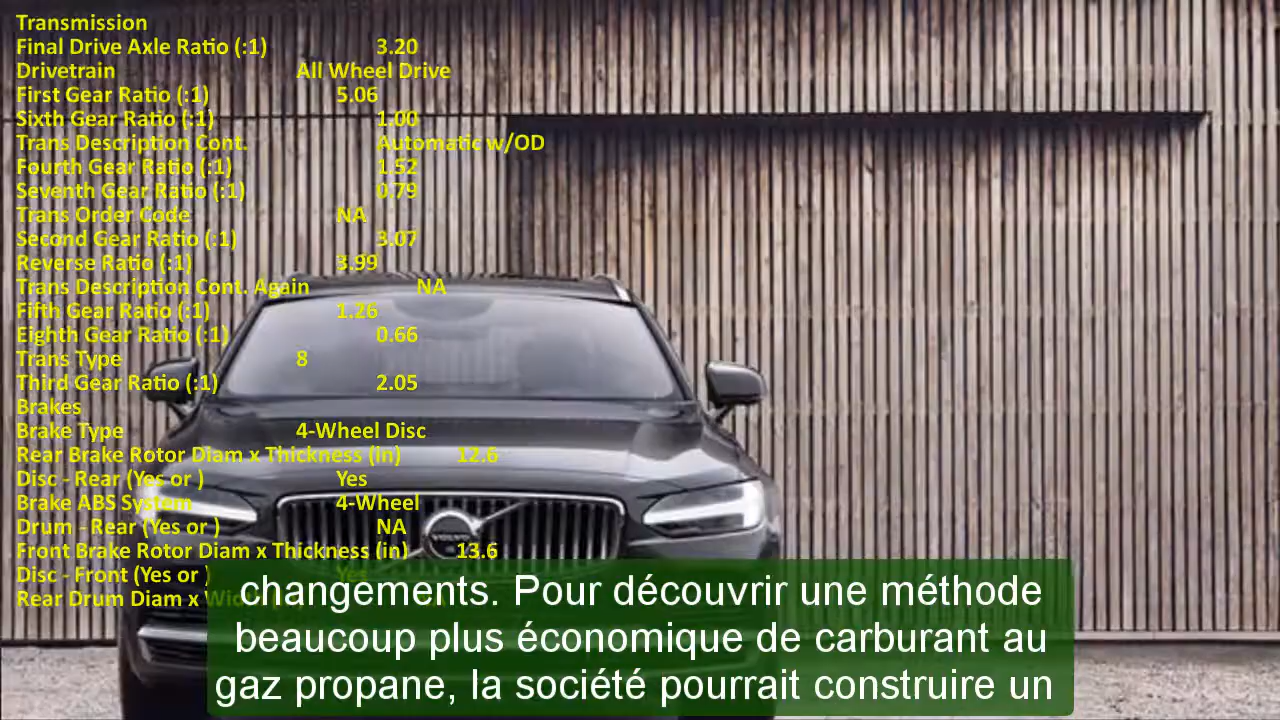 Transmission
Final Drive Axle Ratio (:1) 3.20
Drivetrain All Wheel Drive
First Gear Ratio (:1) 5.06
Sixth Gear Ratio (:1) 1.00
Trans Description Cont. Automatic w/OD
Fourth Gear Ratio (:1) 1.52
Seventh Gear Ratio (:1) 0.79
Trans Order Code NA
Second Gear Ratio (:1) 3.07
Reverse Ratio (:1) 3.99
Trans Description Cont. Again NA
Fifth Gear Ratio (:1) 1.26
Eighth Gear Ratio (:1) 0.66
Trans Type 8
Third Gear Ratio (:1) 2.05
Brakes
Brake Type 4-Wheel Disc
Rear Brake Rotor Diam x Thickness (in) 12.6
Disc - Rear (Yes or ) Yes
Brake ABS System 4-Wheel
Drum - Rear (Yes or ) NA
VOLVO
Front Brake Rotor Diam x Thickness (in) 13.6
Disc - Front (Yes or ) Yes
Rear Drum Diam x
changements. Pour découvrir une méthode
beaucoup plus économique de carburant au
gaz propane, la société pourrait construire un